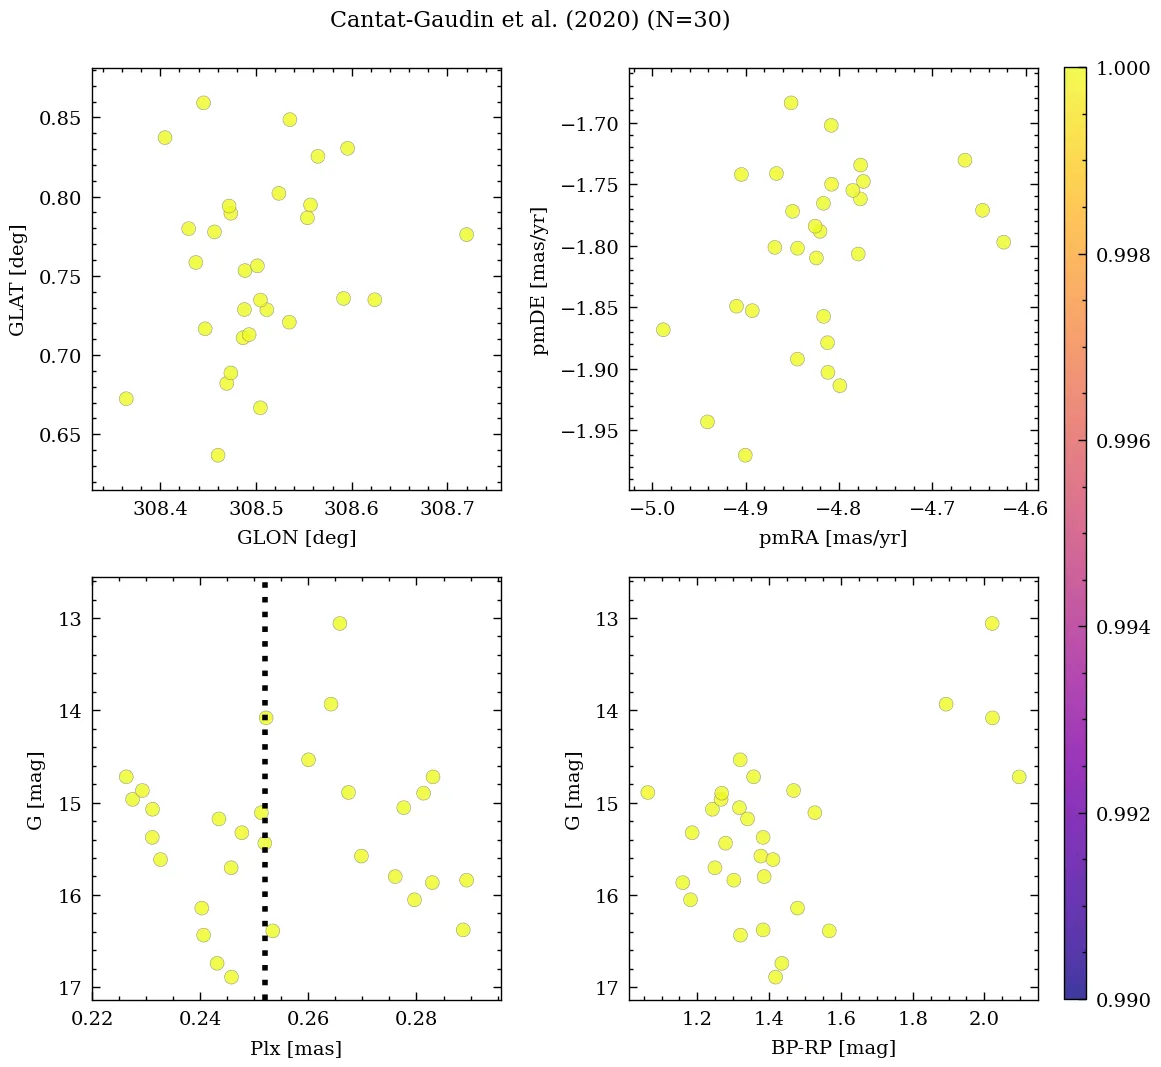 Cantat-Gaudin et al. (2020) (N=30)
0.85
0.80
0.75
0.70
0.65
GLAT [deg]
308.4 308.5 308.6 308.7
GLON [deg]
−1.70
−1.75
−1.80
−1.85
−1.90
−1.95
pmDE [mas/yr]
−5.0 −4.9 −4.8 −4.7 −4.6
pmRA [mas/yr]
13
14
15
16
17
G [mag]
0.22 0.24 0.26 0.28
Plx [mas]
13
14
15
16
17
G [mag]
1.2 1.4 1.6 1.8 2.0
BP-RP [mag]
1.000
0.998
0.996
0.994
0.992
0.990